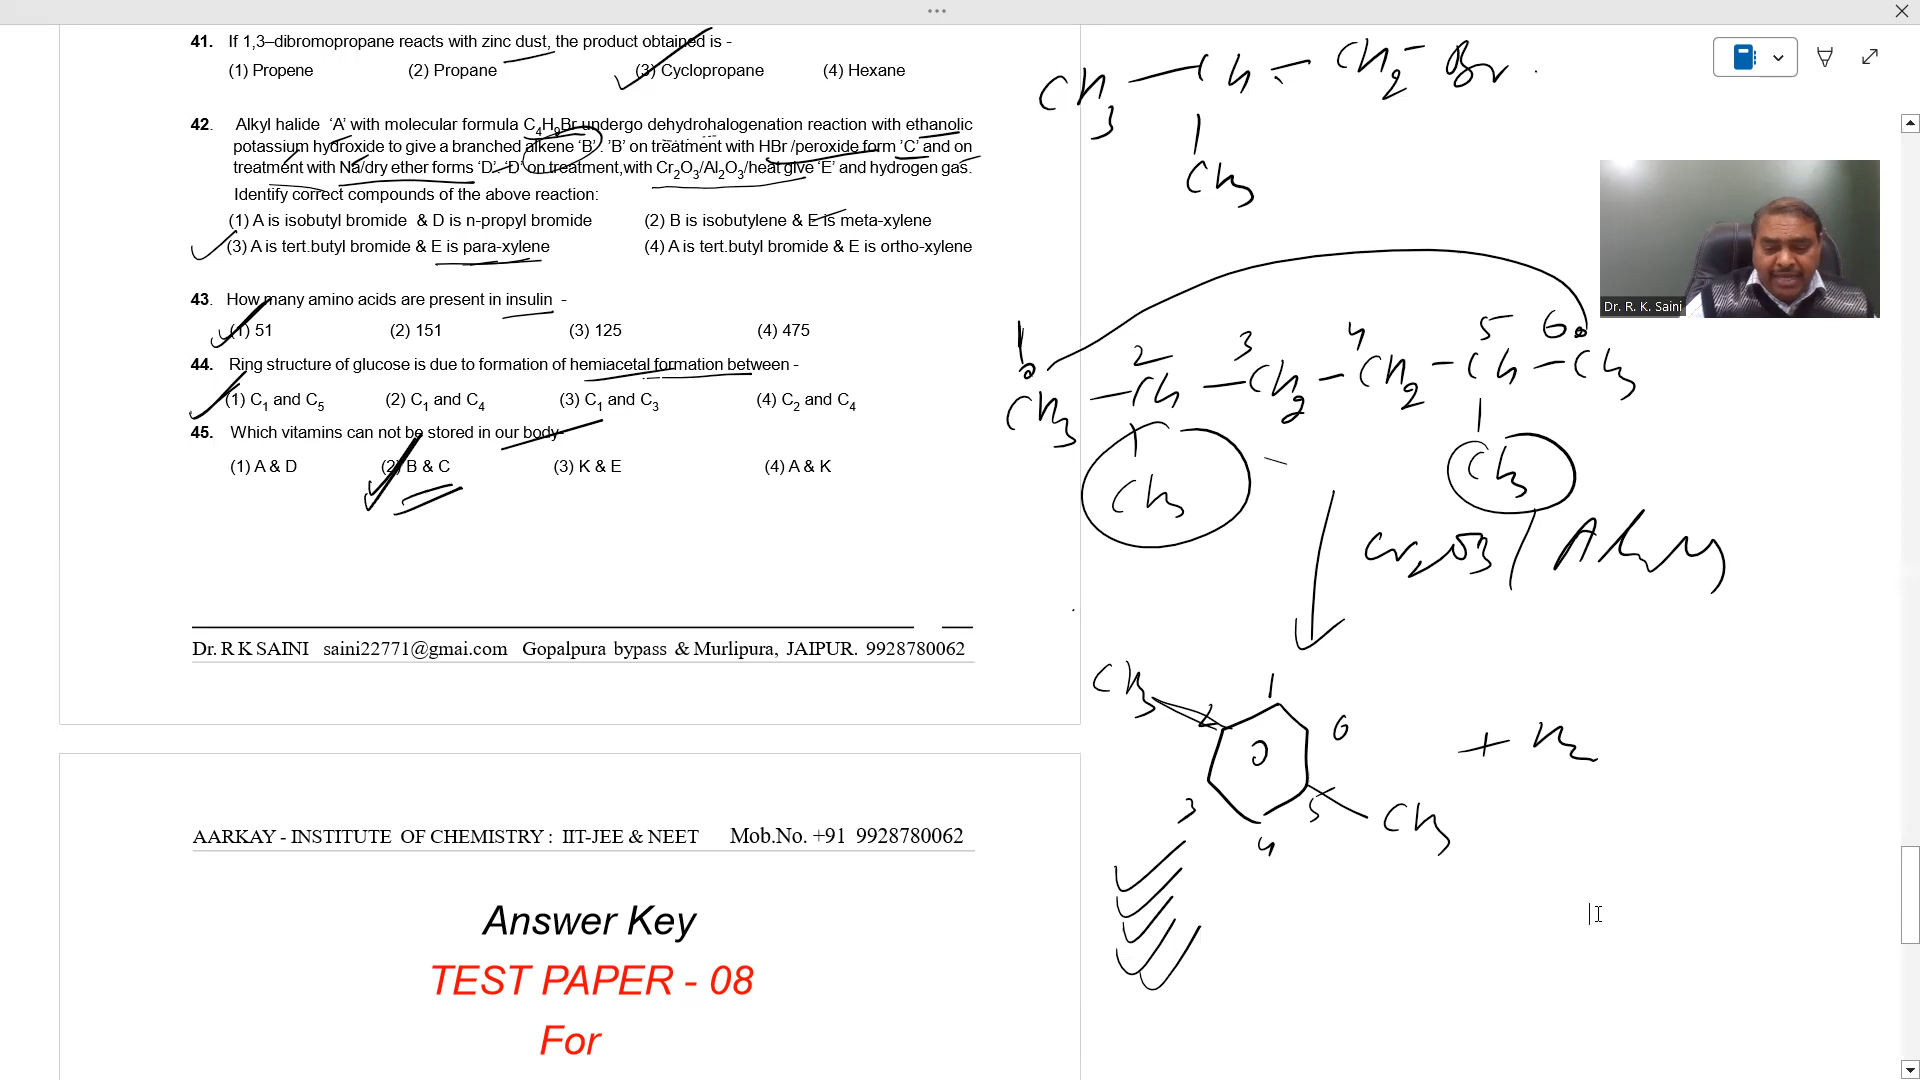 41. If 1,3–dibromopropane reacts with zinc dust, the product obtained is -
(1) Propene (2) Propane (3) Cyclopropane (4) Hexane
42. Alkyl halide ‘A’ with molecular formula C4H9Br undergo dehydrohalogenation reaction with ethanolic
potassium hydroxide to give a branched alkene ‘B’. ‘B’ on treatment with HBr /peroxide form ‘C’ and on
treatment with Na/dry ether forms ‘D’. ‘D’ on treatment,with Cr2O3/Al2O3/heat give ‘E’ and hydrogen gas.
Identify correct compounds of the above reaction:
(1) A is isobutyl bromide & D is n-propyl bromide (2) B is isobutylene & E is meta-xylene
(3) A is tert.butyl bromide & E is para-xylene (4) A is tert.butyl bromide & E is ortho-xylene
43. How many amino acids are present in insulin -
(1) 51 (2) 151 (3) 125 (4) 475
44. Ring structure of glucose is due to formation of hemiacetal formation between -
(1) C1 and C5 (2) C1 and C4 (3) C1 and C3 (4) C2 and C4
45. Which vitamins can not be stored in our body-
(1) A & D (2) B & C (3) K & E (4) A & K
Dr. R K SAINI saini22771@gmai.com Gopalpura bypass & Murlipura, JAIPUR. 9928780062
AARKAY - INSTITUTE OF CHEMISTRY : IIT-JEE & NEET Mob.No. +91 9928780062
Answer Key
TEST PAPER - 08
For
CH3 — CH — CH2 — Br
CH3
Dr. R. K. Saini
1 2 3 4 5 6
CH3 — CH — CH2 — CH2 — CH — CH3
CH3 CH3
Cr2O3 /
CH3 2 1 6
+ H2
3 4 5 CH3